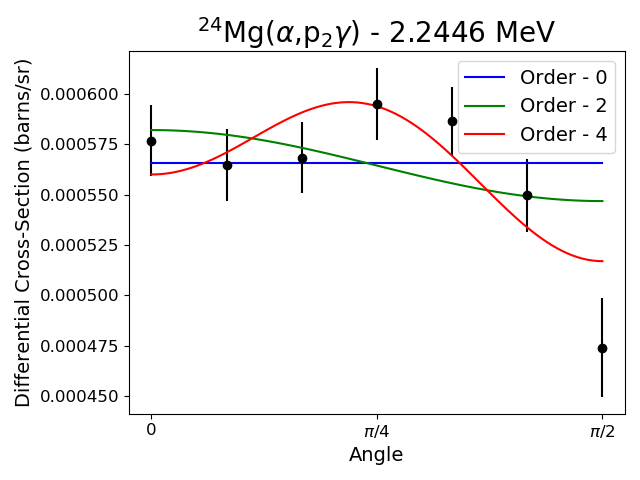 ²⁴Mg(α,p₂γ) - 2.2446 MeV
Order - 0
Order - 2
Order - 4
Differential Cross-Section (barns/sr)
0.000600
0.000575
0.000550
0.000525
0.000500
0.000475
0.000450
0
π/4
π/2
Angle